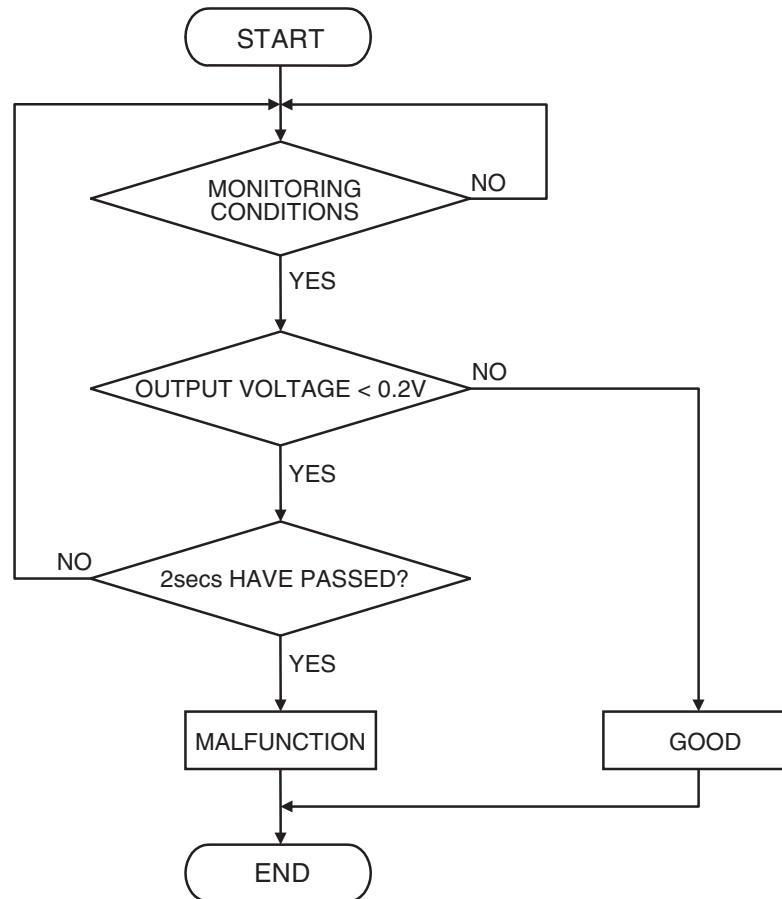 START
MONITORING
CONDITIONS
NO
YES
OUTPUT VOLTAGE < 0.2V
NO
YES
2secs HAVE PASSED?
NO
YES
MALFUNCTION
GOOD
END